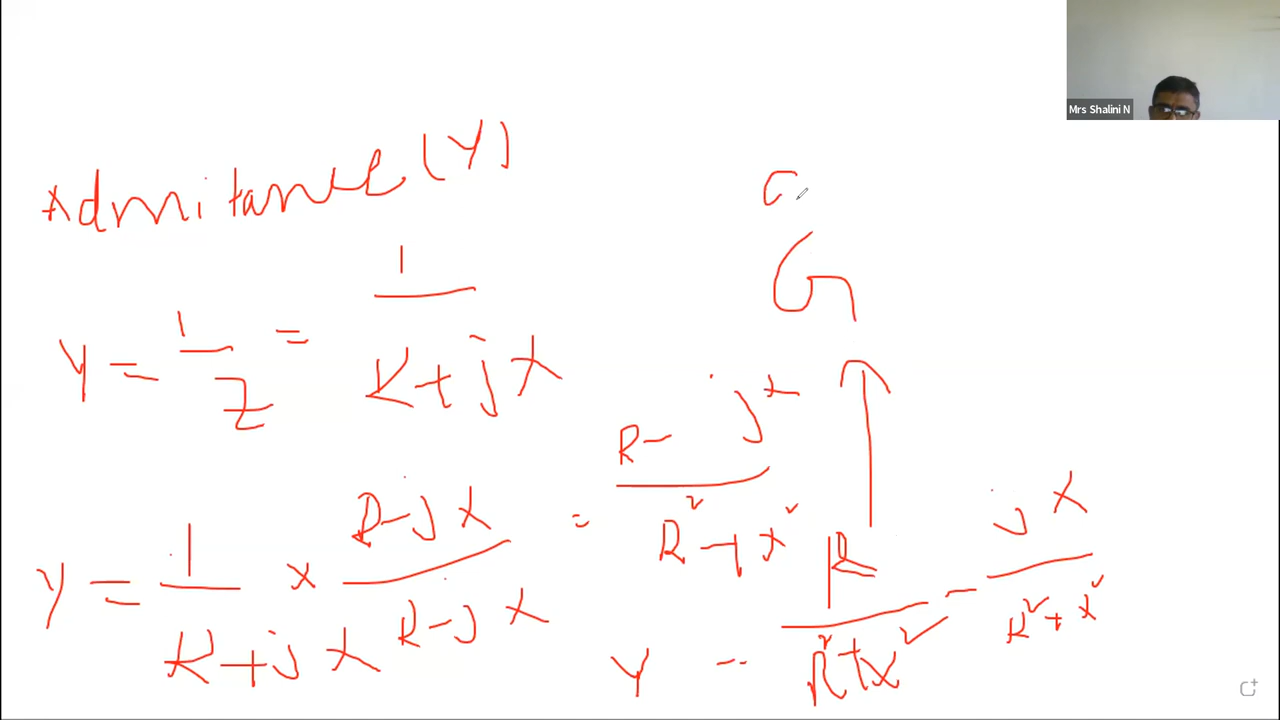 Mrs Shalini N
Admitance (Y)
G
Y = 1/Z = 1/(R+jX)
Y = 1/(R+jX) × (R-jX)/(R-jX) = (R-jX)/(R²+X²)
Y = R/(R²+X²) - jX/(R²+X²)